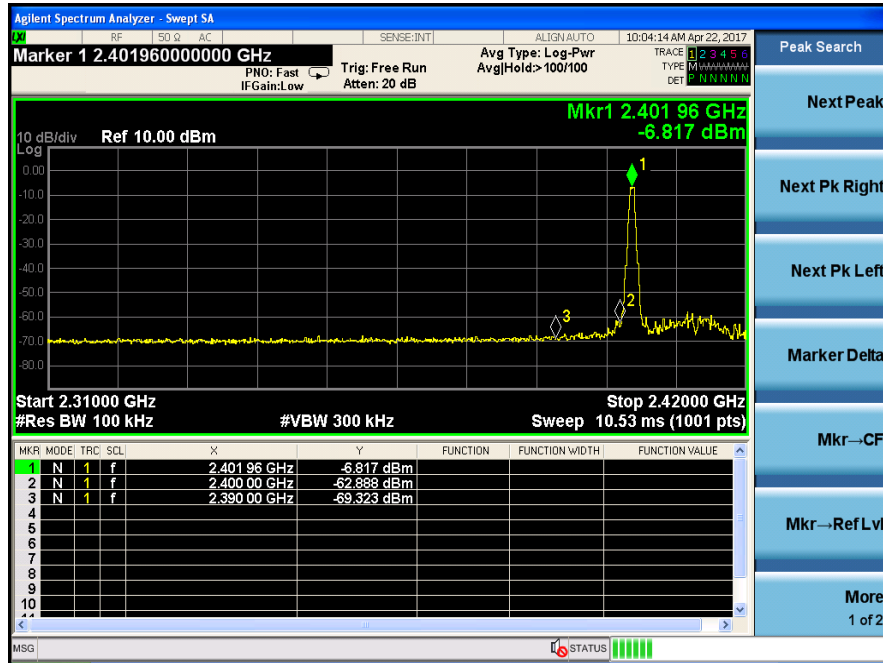 Agilent Spectrum Analyzer - Swept SA
LXI RF 50 Ω AC SENSE:INT ALIGN AUTO 10:04:14 AM Apr 22, 2017
Marker 1 2.401960000000 GHz
PNO: Fast
IFGain:Low
Trig: Free Run
Atten: 20 dB
Avg Type: Log-Pwr
Avg|Hold:>100/100
TRACE 1 2 3 4 5 6
TYPE M
DET P N N N N N
Peak Search
Next Peak
Next Pk Right
Next Pk Left
Marker Delta
Mkr→CF
Mkr→Ref Lvl
More
1 of 2
Mkr1 2.401 96 GHz
-6.817 dBm
10 dB/div Ref 10.00 dBm
Log
0.00
-10.0
-20.0
-30.0
-40.0
-50.0
-60.0
-70.0
-80.0
1
2
3
Start 2.31000 GHz Stop 2.42000 GHz
#Res BW 100 kHz #VBW 300 kHz Sweep 10.53 ms (1001 pts)
MKR MODE TRC SCL X Y FUNCTION FUNCTION WIDTH FUNCTION VALUE
1 N 1 f 2.401 96 GHz -6.817 dBm
2 N 1 f 2.400 00 GHz -62.888 dBm
3 N 1 f 2.390 00 GHz -69.323 dBm
4
5
6
7
8
9
10
MSG STATUS